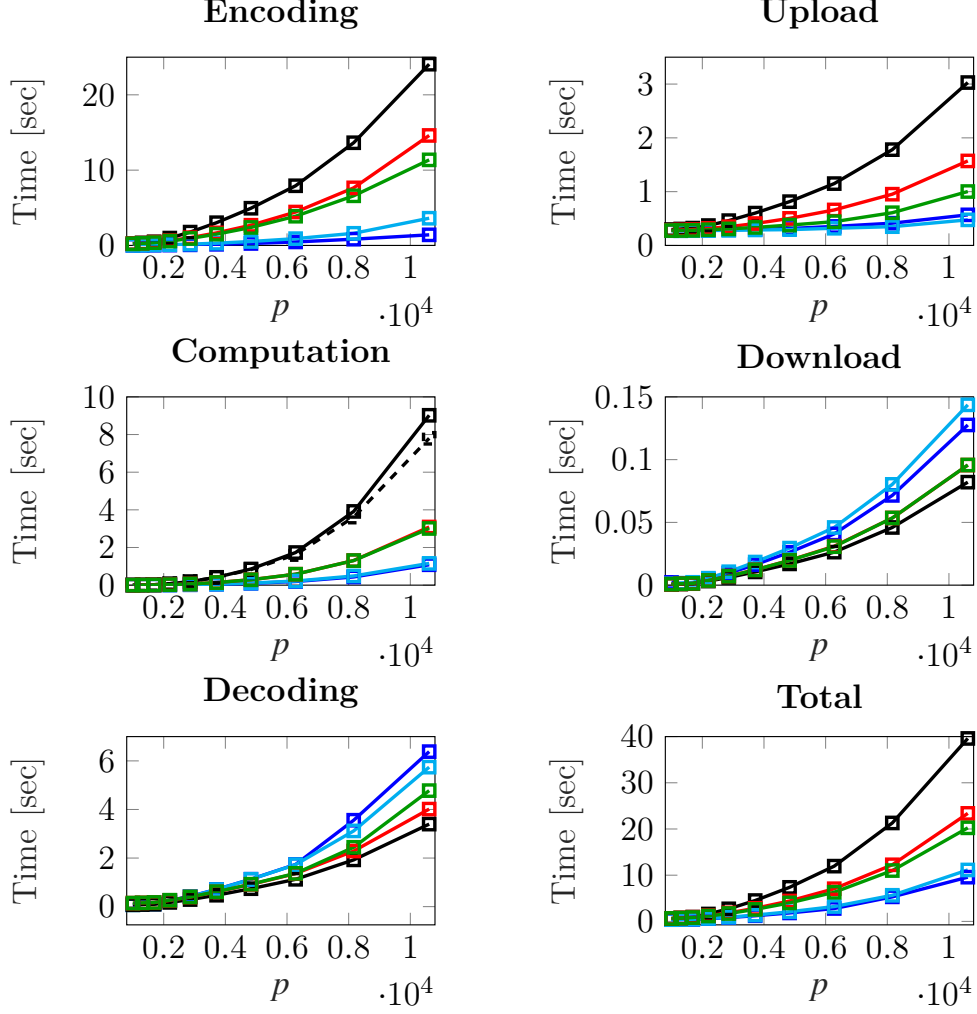 Encoding
Time [sec]
20
10
0
0.2 0.4 0.6 0.8 1
p
·10^4
Upload
Time [sec]
3
2
1
0
0.2 0.4 0.6 0.8 1
p
·10^4
Computation
Time [sec]
10
8
6
4
2
0
0.2 0.4 0.6 0.8 1
p
·10^4
Download
Time [sec]
0.15
0.1
0.05
0
0.2 0.4 0.6 0.8 1
p
·10^4
Decoding
Time [sec]
6
4
2
0
0.2 0.4 0.6 0.8 1
p
·10^4
Total
Time [sec]
40
30
20
10
0
0.2 0.4 0.6 0.8 1
p
·10^4